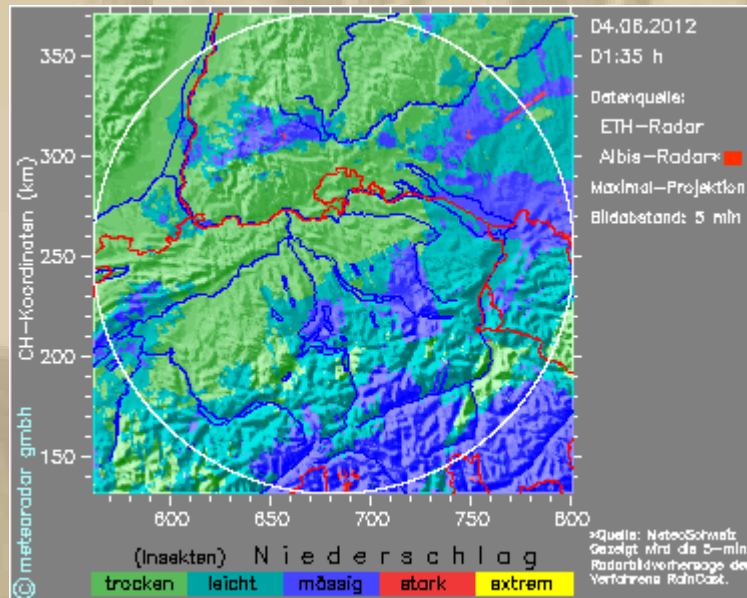 04.06.2012
01:35 h
Datenquelle:
ETH-Radar
Albis-Radar*
Maximal-Projektion
Bildabstand: 5 min
CH-Koordinaten (km)
350
300
250
200
150
600
650
700
750
800
© meteoradar gmbh
(Insekten) Niederschlag
trocken leicht mässig stark extrem
*Quelle: MeteoSchweiz
Gezeigt wird die 5-min
Radarbildvorhersage des
Verfahrens RainCast.